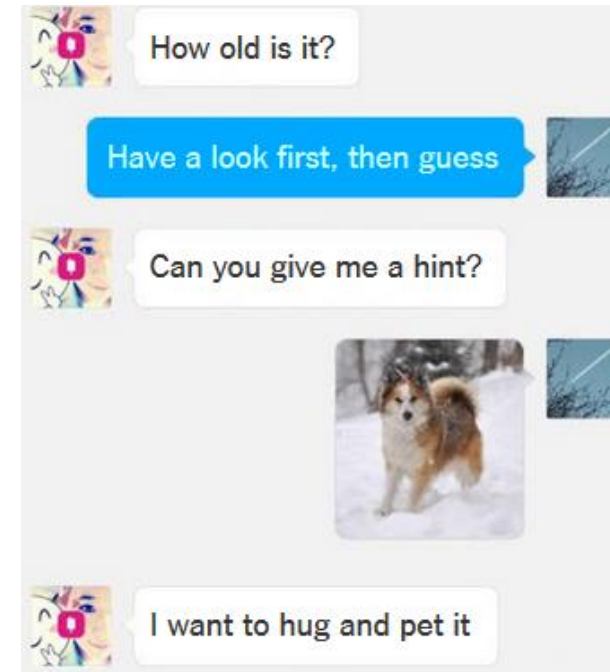 How old is it?
Have a look first, then guess
Can you give me a hint?
I want to hug and pet it